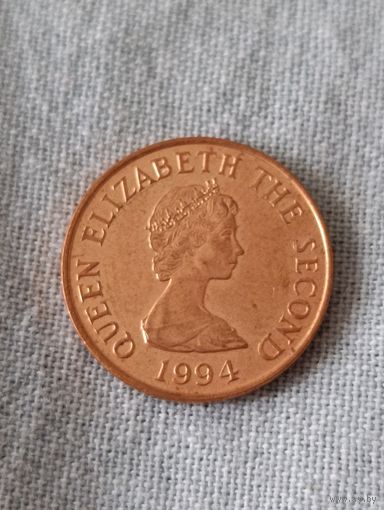 QUEEN ELIZABETH THE SECOND
1994